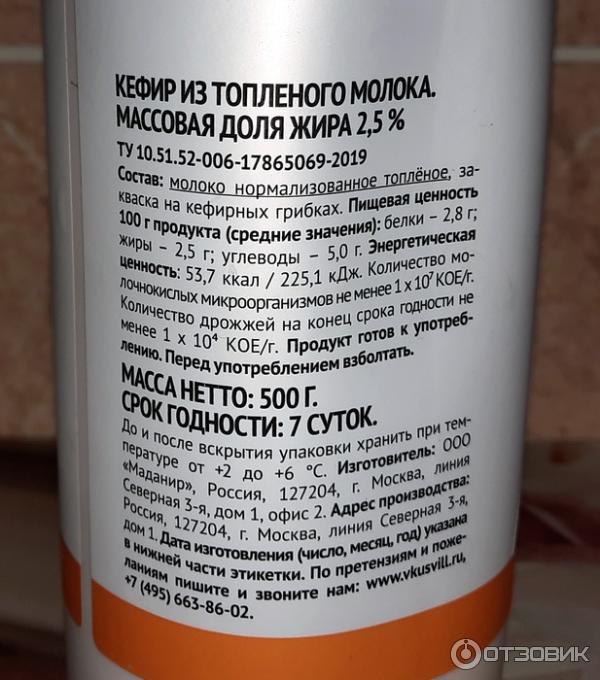 КЕФИР ИЗ ТОПЛЕНОГО МОЛОКА.
МАССОВАЯ ДОЛЯ ЖИРА 2,5 %
ТУ 10.51.52-006-17865069-2019
Состав: молоко нормализованное топлёное, за-
кваска на кефирных грибках. Пищевая ценность
100 г продукта (средние значения): белки – 2,8 г;
жиры – 2,5 г; углеводы – 5,0 г. Энергетическая
ценность: 53,7 ккал / 225,1 кДж. Количество мо-
лочнокислых микроорганизмов не менее 1 х 10⁷ КОЕ/г.
Количество дрожжей на конец срока годности не
менее 1 х 10⁴ КОЕ/г. Продукт готов к употреб-
лению. Перед употреблением взболтать.
МАССА НЕТТО: 500 Г.
СРОК ГОДНОСТИ: 7 СУТОК.
До и после вскрытия упаковки хранить при тем-
пературе от +2 до +6 °С. Изготовитель: ООО
«Маданир», Россия, 127204, г. Москва, линия
Северная 3-я, дом 1, офис 2. Адрес производства:
Россия, 127204, г. Москва, линия Северная 3-я,
дом 1. Дата изготовления (число, месяц, год) указана
в нижней части этикетки. По претензиям и поже-
ланиям пишите и звоните нам: www.vkusvill.ru,
+7 (495) 663-86-02.
ОТЗОВИК